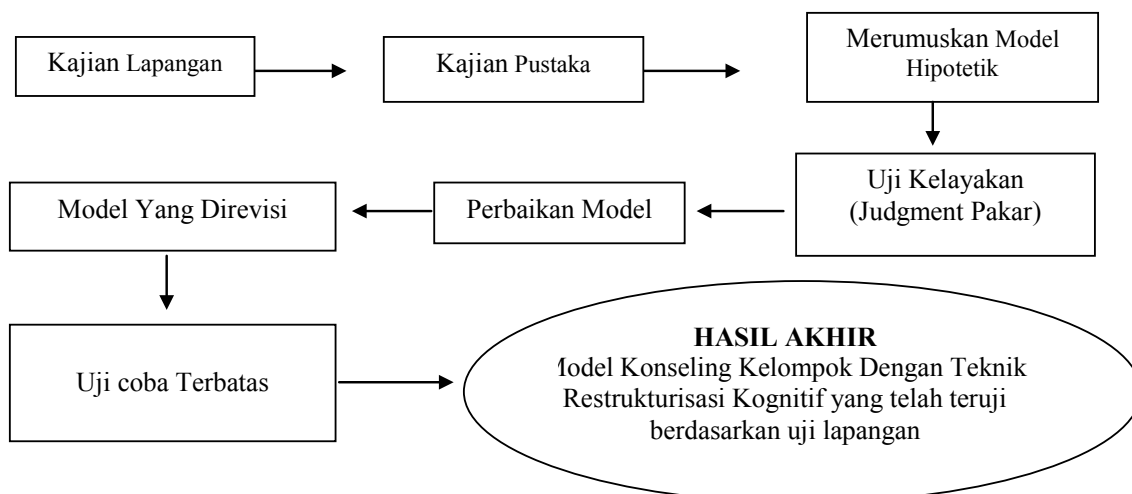 Kajian Lapangan
Kajian Pustaka
Merumuskan Model
Hipotetik
Uji Kelayakan
(Judgment Pakar)
Perbaikan Model
Model Yang Direvisi
Uji coba Terbatas
HASIL AKHIR
Model Konseling Kelompok Dengan Teknik
Restrukturisasi Kognitif yang telah teruji
berdasarkan uji lapangan